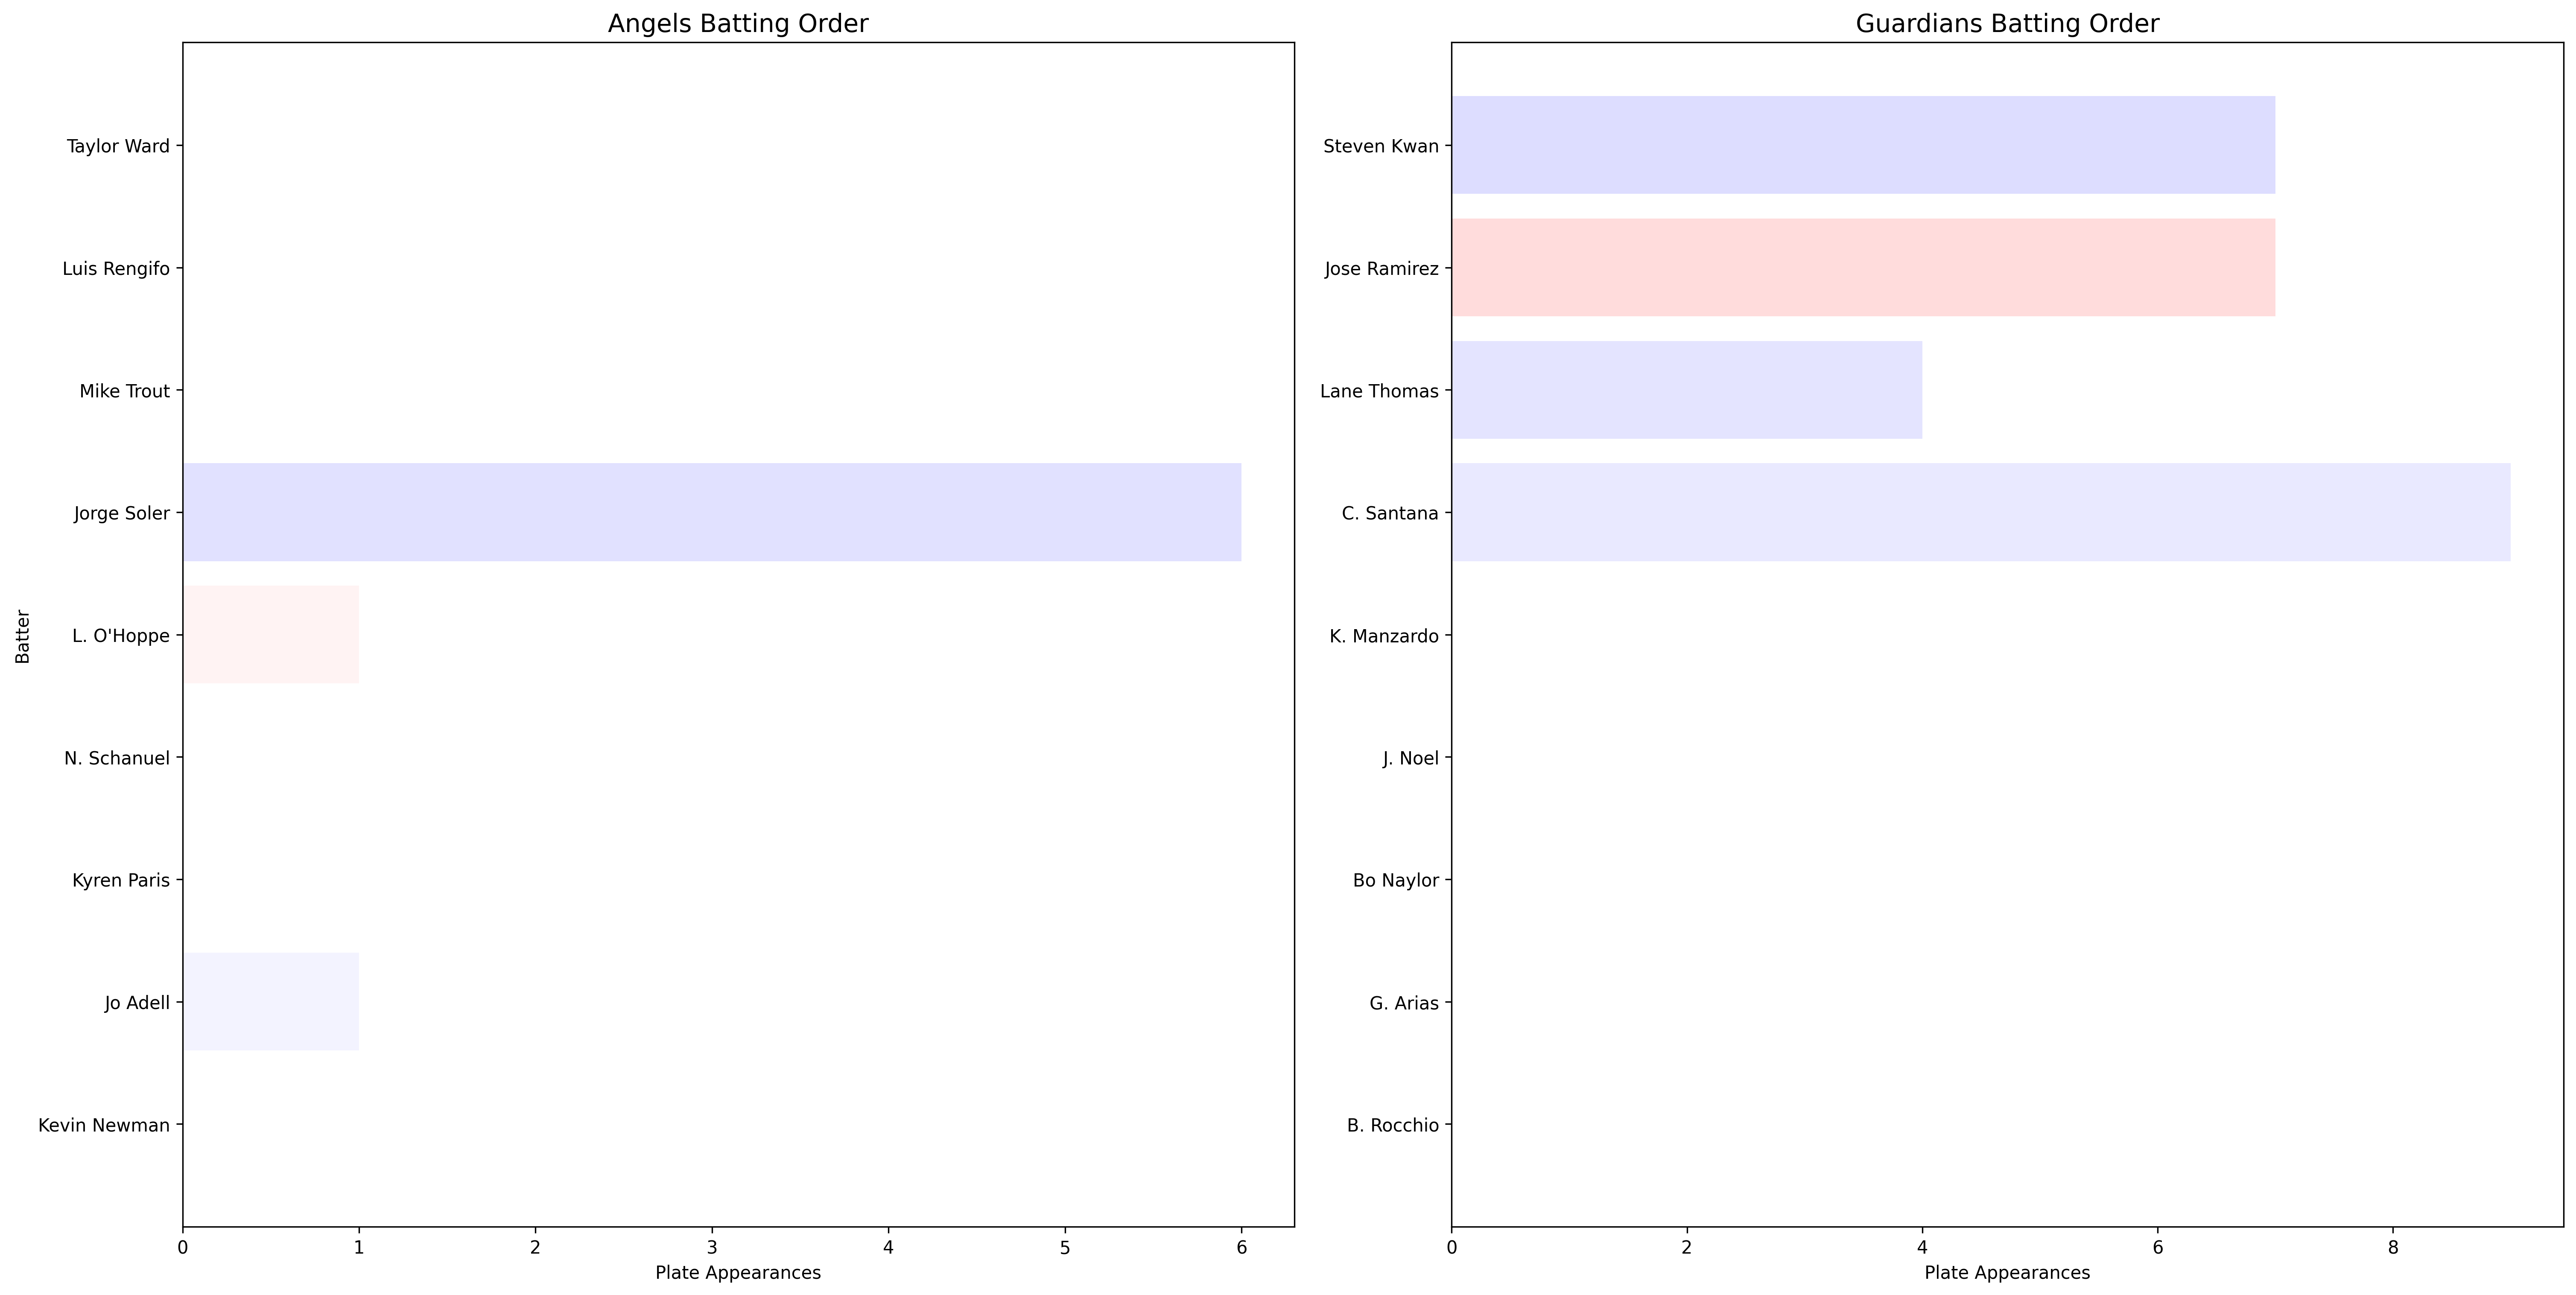 Angels Batting Order
Batter
Taylor Ward
Luis Rengifo
Mike Trout
Jorge Soler
L. O'Hoppe
N. Schanuel
Kyren Paris
Jo Adell
Kevin Newman
0 1 2 3 4 5 6
Plate Appearances
Guardians Batting Order
Steven Kwan
Jose Ramirez
Lane Thomas
C. Santana
K. Manzardo
J. Noel
Bo Naylor
G. Arias
B. Rocchio
0 2 4 6 8
Plate Appearances